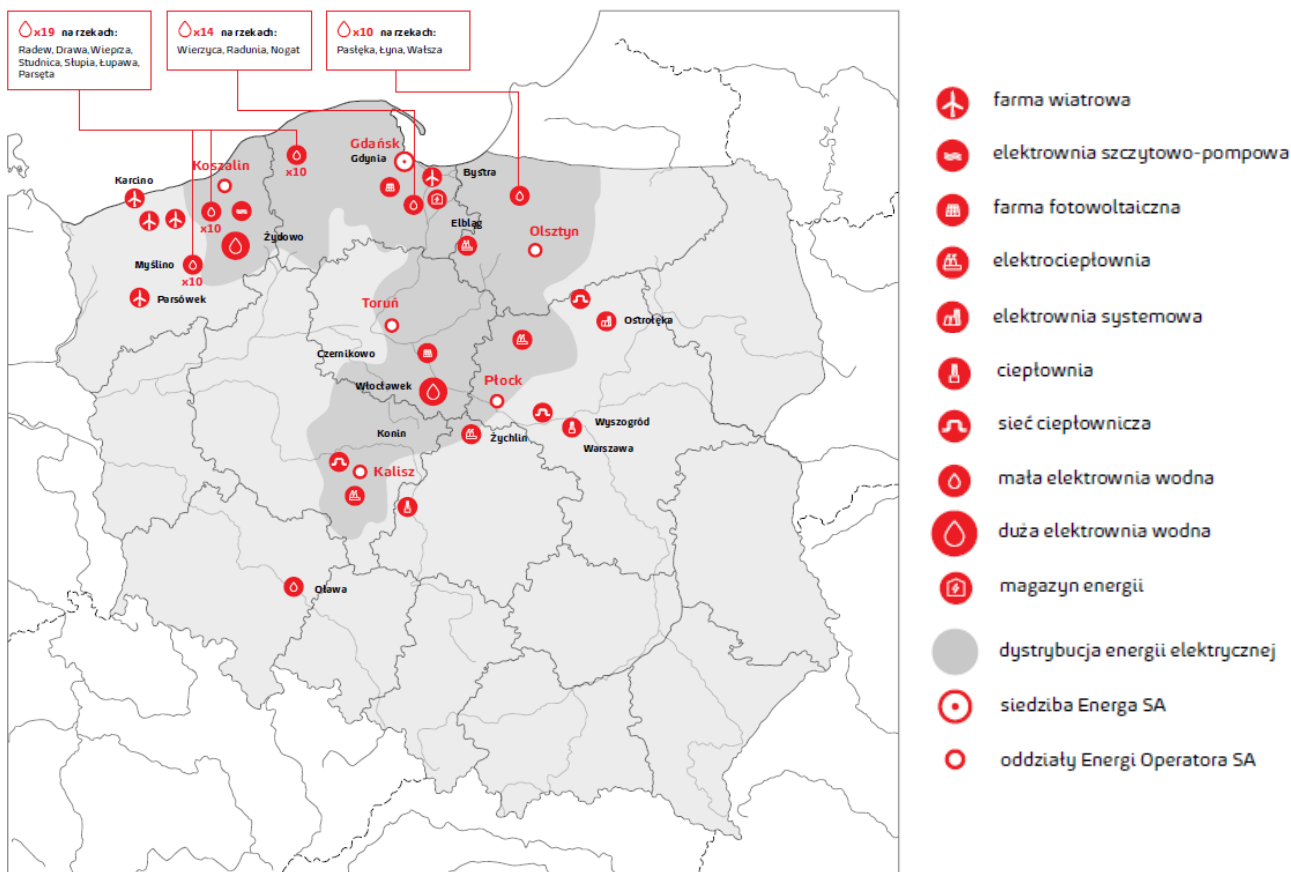 x19 na rzekach:
Radew, Drawa, Wieprza,
Studnica, Słupia, Łupawa,
Parsęta
x14 na rzekach:
Wierzyca, Radunia, Nogat
x10 na rzekach:
Pasłęka, Łyna, Wałsza
Gdańsk
Gdynia
Koszalin
x10
Bystra
Karcino
x10
Elbląg
Olsztyn
Żydowo
Myślino
x10
Parsówek
Toruń
Ostrołęka
Czernikowo
Włocławek
Płock
Wyszogród
Konin
Żychlin
Warszawa
Kalisz
Oława
farma wiatrowa
elektrownia szczytowo-pompowa
farma fotowoltaiczna
elektrociepłownia
elektrownia systemowa
ciepłownia
sieć ciepłownicza
mała elektrownia wodna
duża elektrownia wodna
magazyn energii
dystrybucja energii elektrycznej
siedziba Energa SA
oddziały Energi Operatora SA